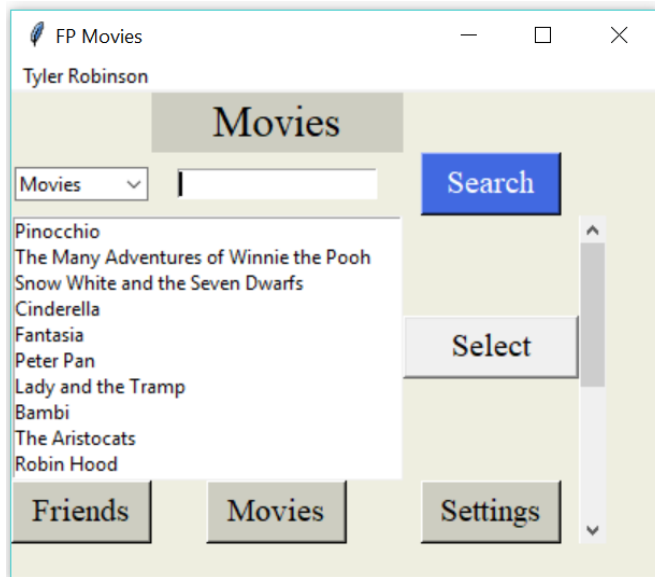 FP Movies
Tyler Robinson
Movies
Movies
Search
Pinocchio
The Many Adventures of Winnie the Pooh
Snow White and the Seven Dwarfs
Cinderella
Fantasia
Peter Pan
Lady and the Tramp
Bambi
The Aristocats
Robin Hood
Select
Friends
Movies
Settings